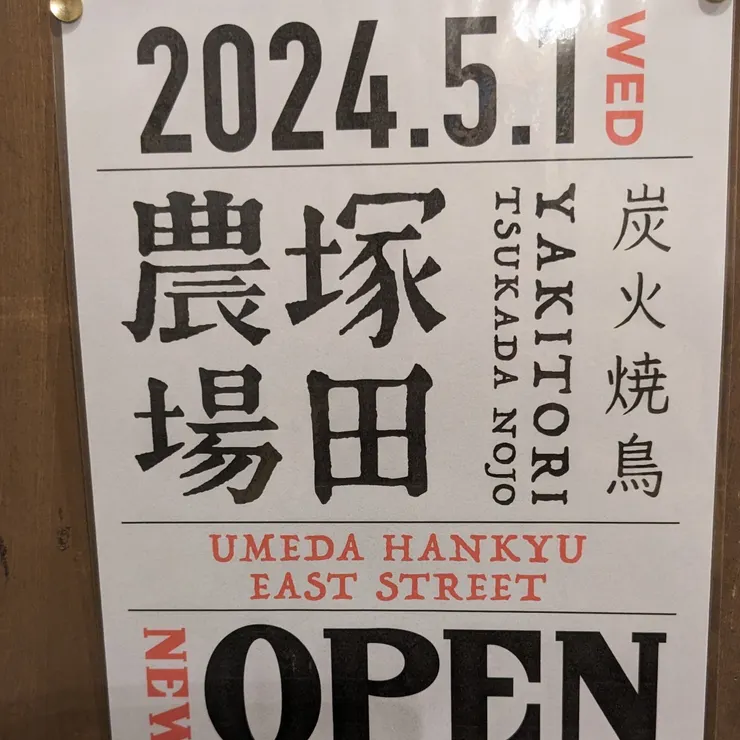 2024.5.1
WED
炭火焼鳥
YAKITORI
TSUKADA NOJO
塚田
農場
UMEDA HANKYU
EAST STREET
NEW
OPEN